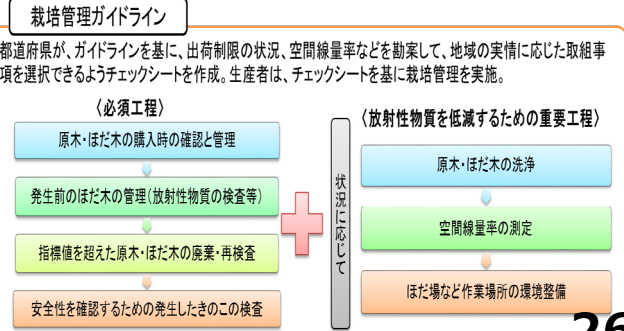 栽培管理ガイドライン
都道府県が、ガイドラインを基に、出荷制限の状況、空間線量率などを勘案して、地域の実情に応じた取組事
項を選択できるようチェックシートを作成。生産者は、チェックシートを基に栽培管理を実施。
〈必須工程〉
原木・ほだ木の購入時の確認と管理
発生前のほだ木の管理(放射性物質の検査等)
指標値を超えた原木・ほだ木の廃棄・再検査
安全性を確認するための発生したきのこの検査
状況に応じて
〈放射性物質を低減するための重要工程〉
原木・ほだ木の洗浄
空間線量率の測定
ほだ場など作業場所の環境整備
26